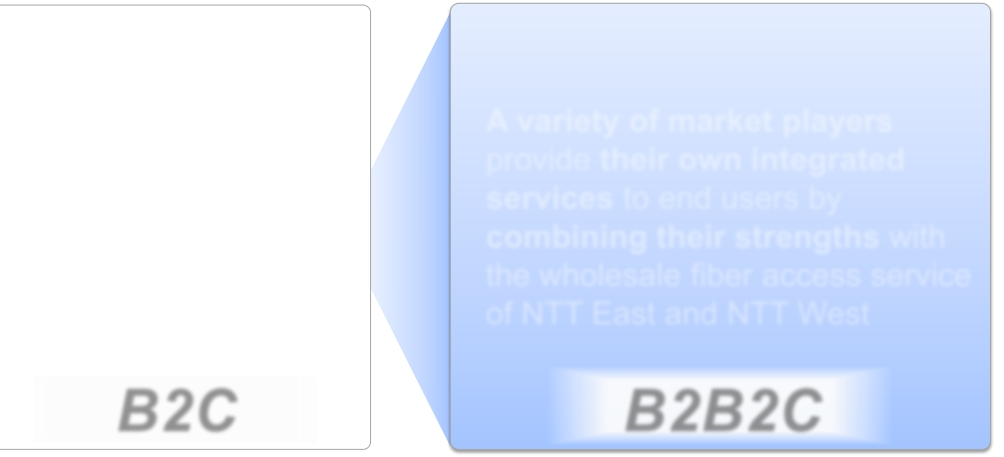 A variety of market players
provide their own integrated
services to end users by
combining their strengths with
the wholesale fiber access service
of NTT East and NTT West
B2C
B2B2C